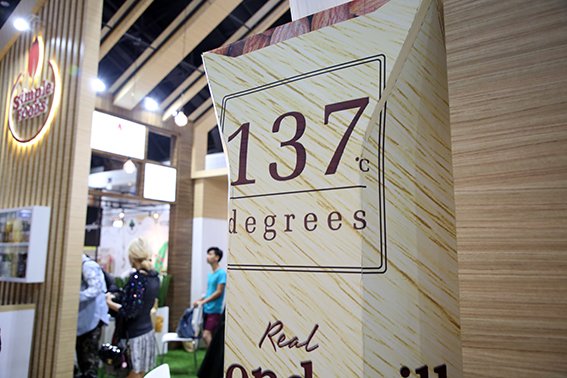 Simple
FOODS
137°C
degrees
Real